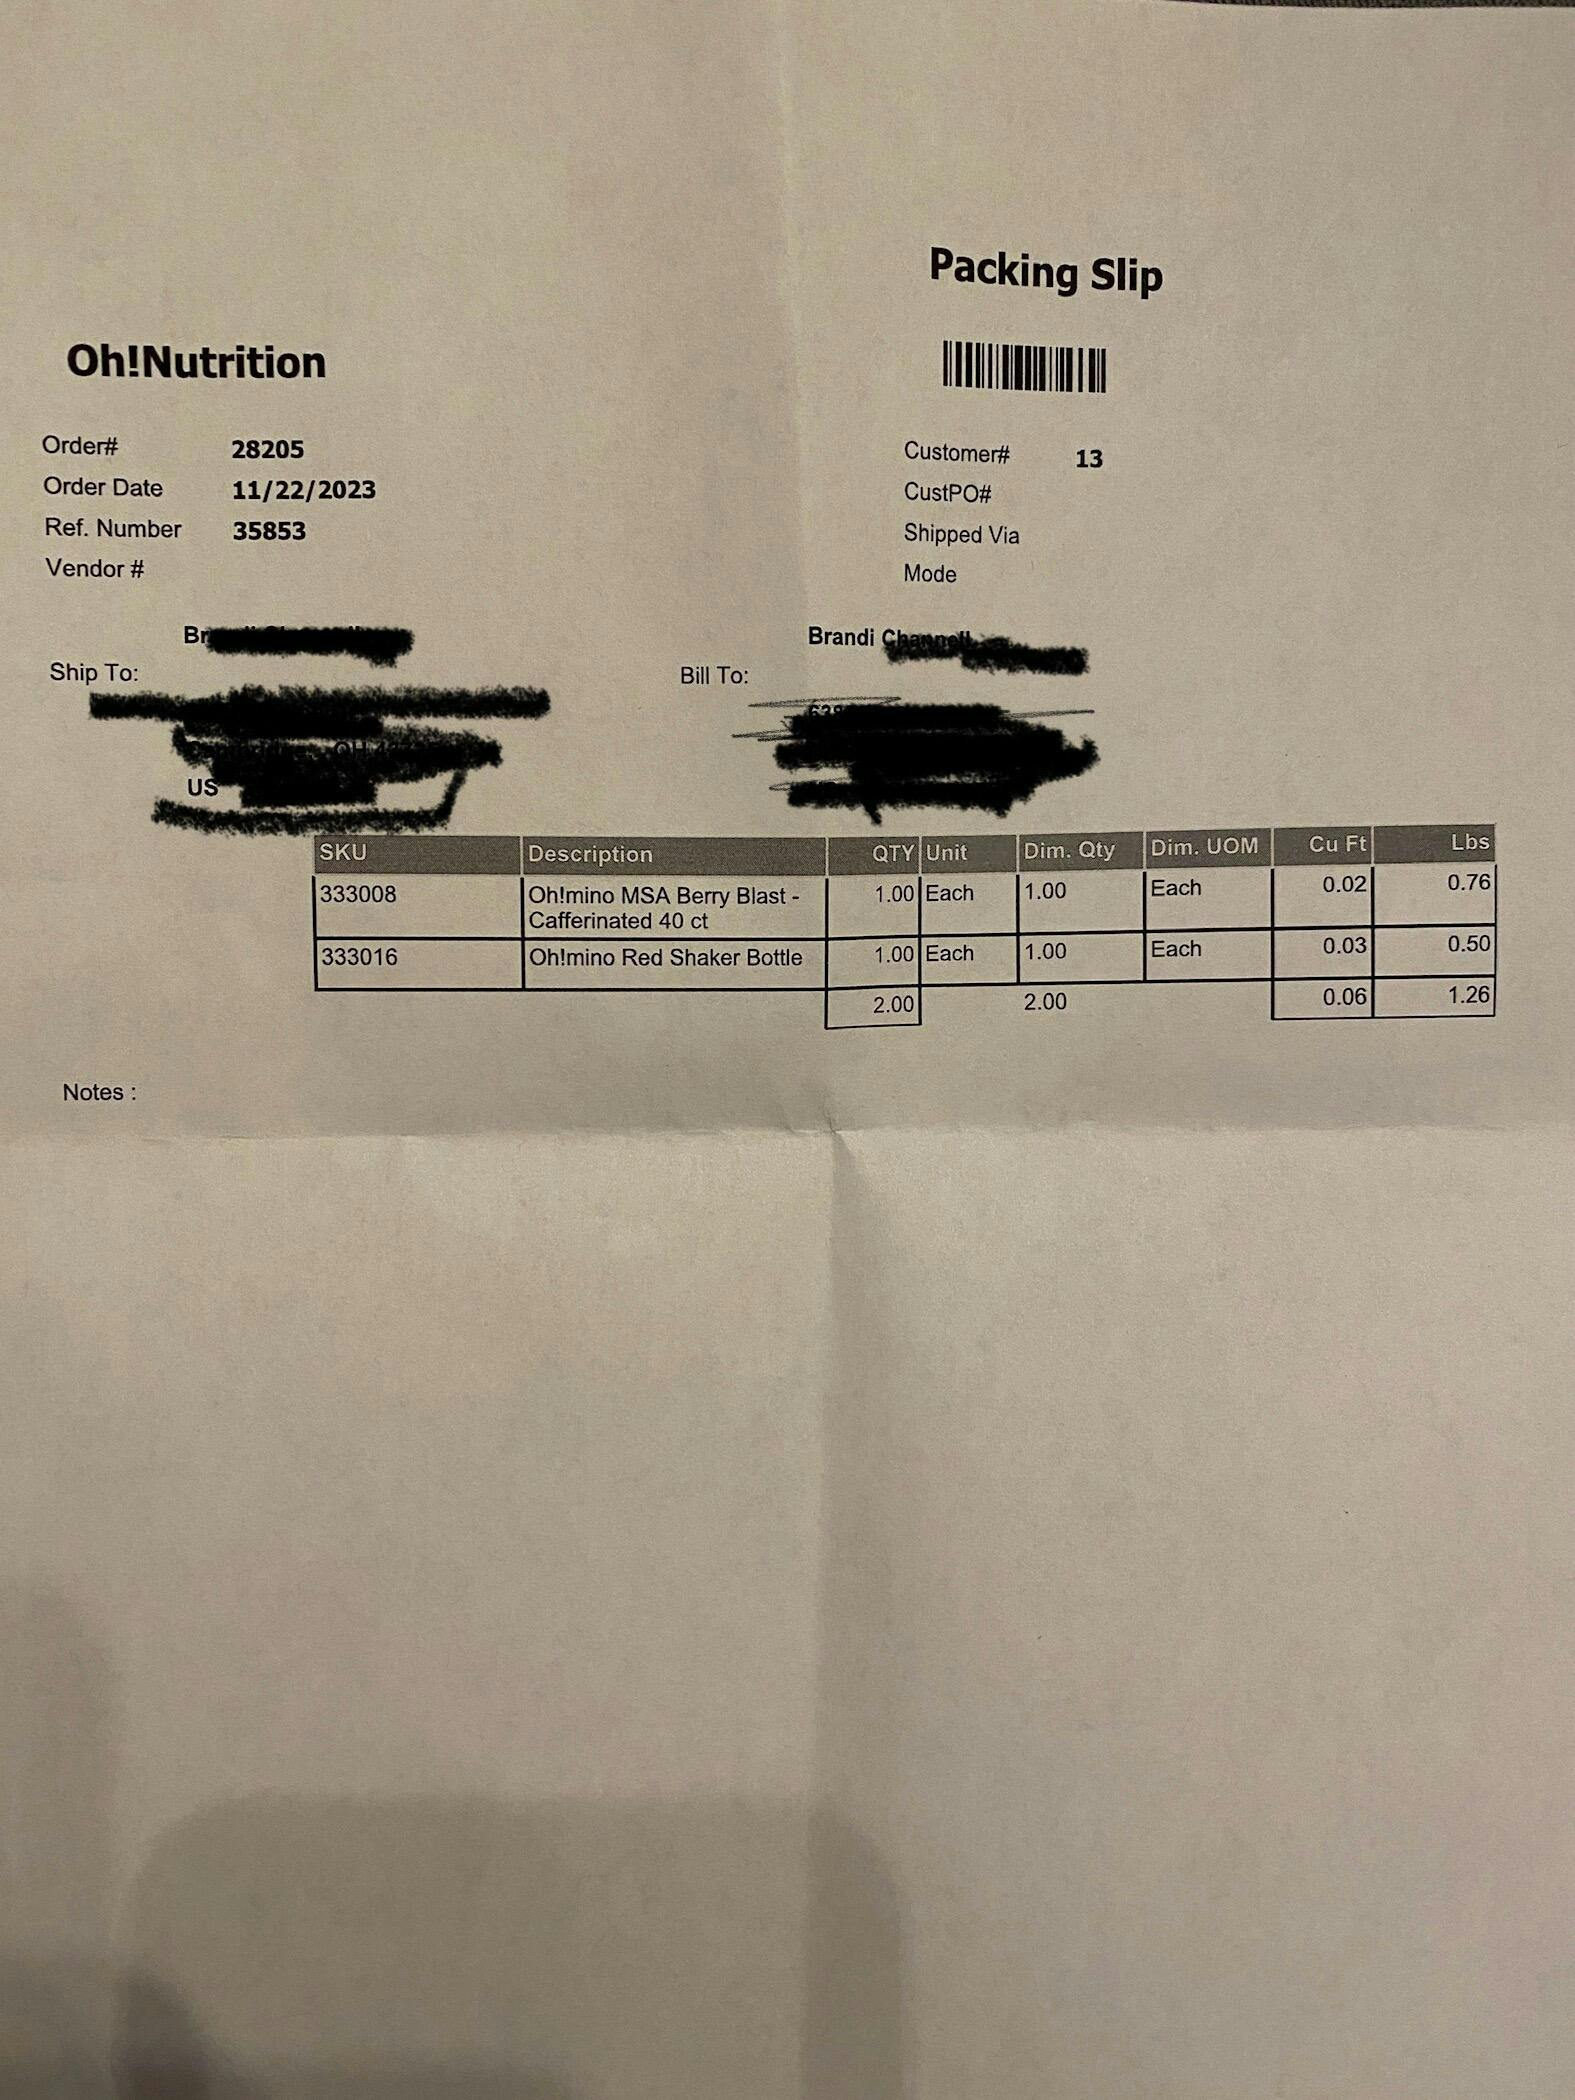 Packing Slip
Oh!Nutrition
Order# 28205
Order Date 11/22/2023
Ref. Number 35853
Vendor #
Customer# 13
CustPO#
Shipped Via
Mode
Ship To:
US
Bill To:
Brandi
SKU Description QTY Unit Dim. Qty Dim. UOM Cu Ft Lbs
333008 Oh!mino MSA Berry Blast - 1.00 Each 1.00 Each 0.02 0.76
Cafferinated 40 ct
333016 Oh!mino Red Shaker Bottle 1.00 Each 1.00 Each 0.03 0.50
2.00 2.00 0.06 1.26
Notes :